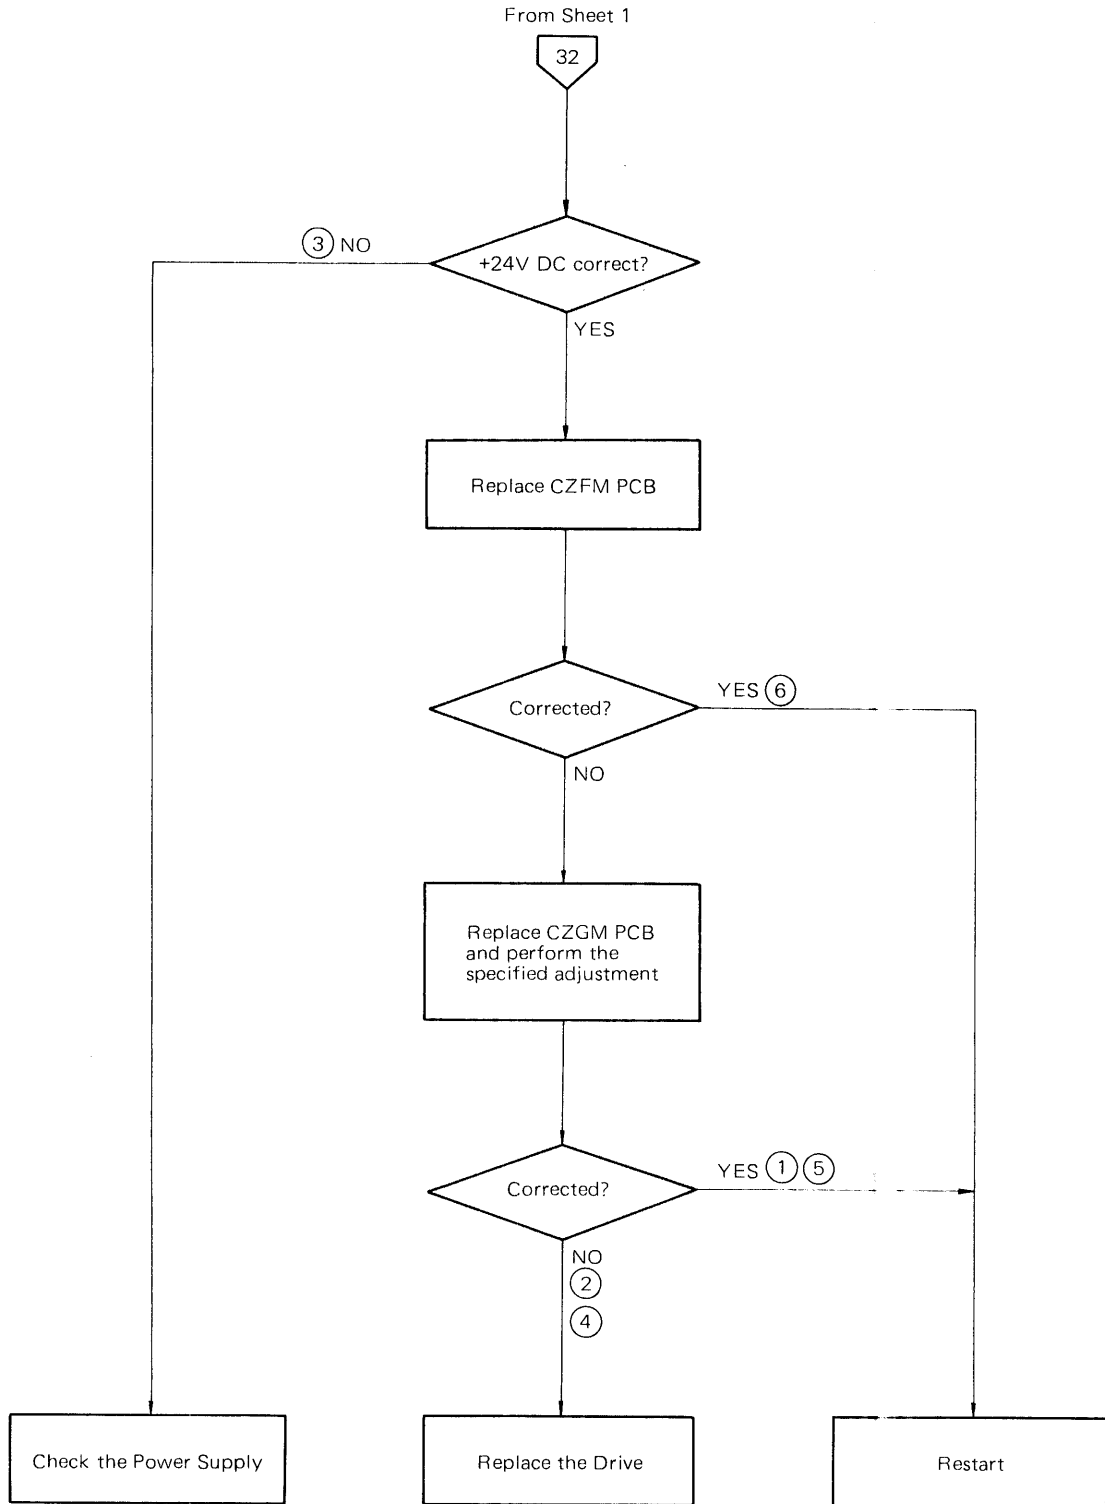 From Sheet 1
32
③ NO
+24V DC correct?
YES
Replace CZFM PCB
Corrected?
YES ⑥
NO
Replace CZGM PCB
and perform the
specified adjustment
Corrected?
YES ① ⑤
NO
②
④
Check the Power Supply
Replace the Drive
Restart